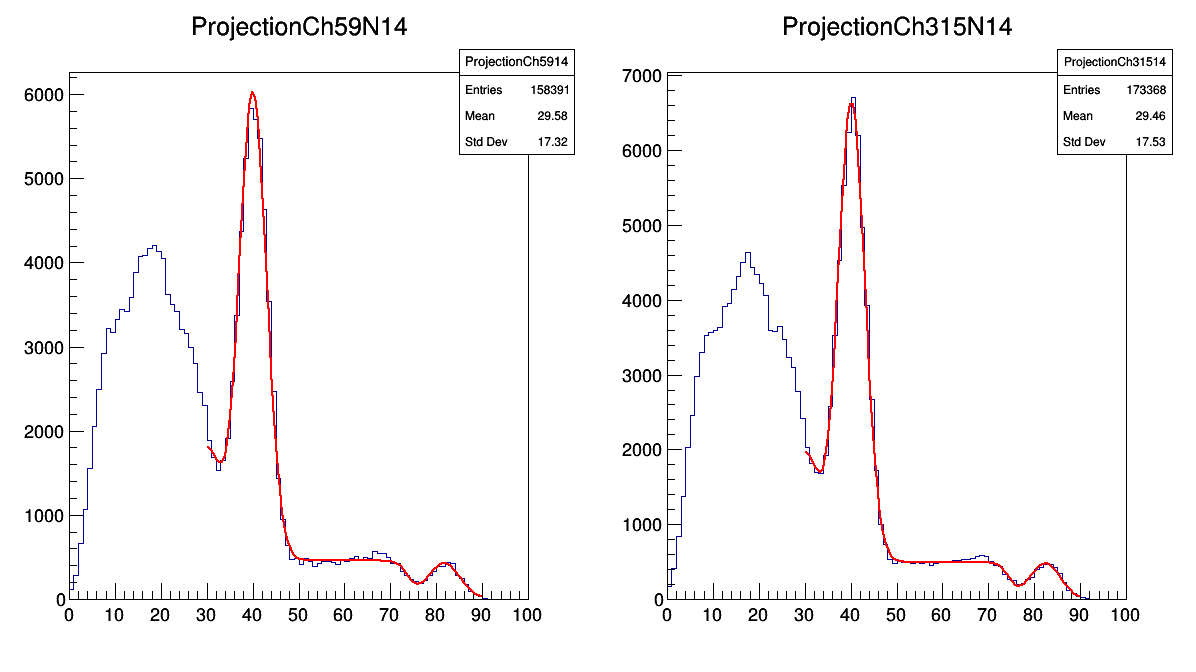 ProjectionCh59N14
ProjectionCh5914
Entries 158391
Mean 29.58
Std Dev 17.32
6000
5000
4000
3000
2000
1000
0
0 10 20 30 40 50 60 70 80 90 100
ProjectionCh315N14
ProjectionCh31514
Entries 173368
Mean 29.46
Std Dev 17.53
7000
6000
5000
4000
3000
2000
1000
0
0 10 20 30 40 50 60 70 80 90 100